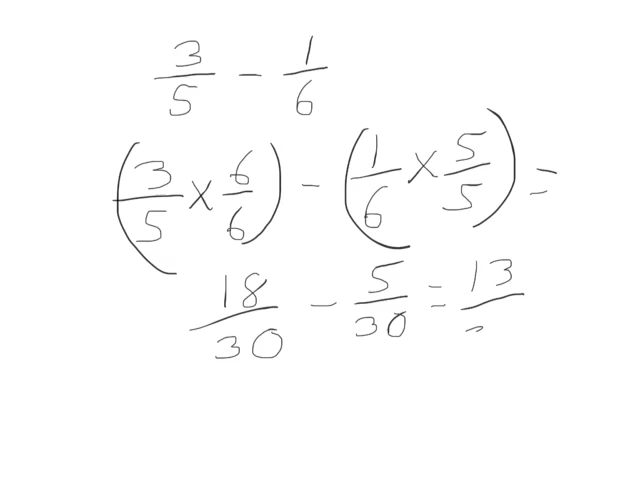 3/5 - 1/6
(3/5 × 6/6) - (1/6 × 5/5) =
18/30 - 5/30 = 13/